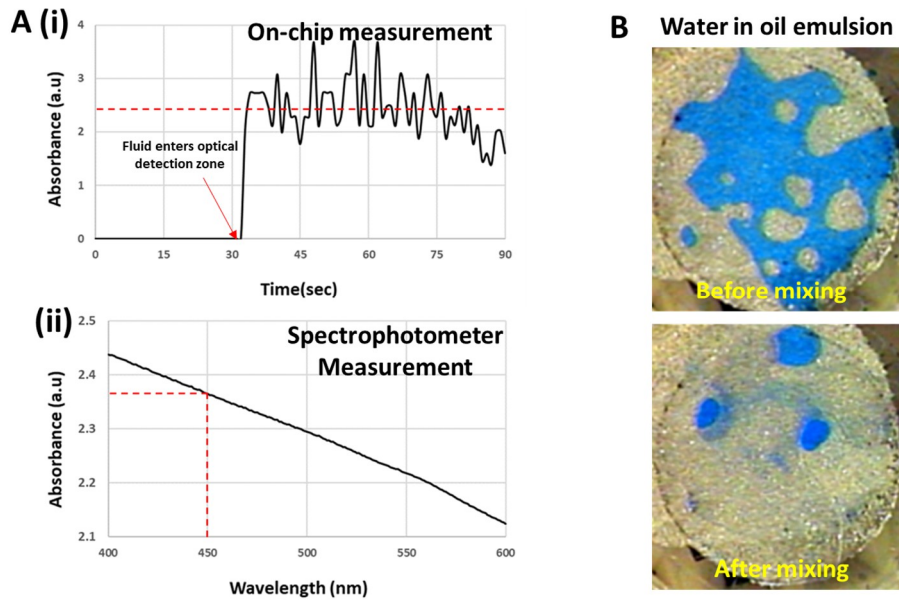 A (i)
On-chip measurement
Absorbance (a.u)
4
3
2
1
0
Fluid enters optical
detection zone
0 15 30 45 60 75 90
Time(sec)
(ii)
Spectrophotometer
Measurement
Absorbance (a.u)
2.5
2.4
2.3
2.2
2.1
400 450 500 550 600
Wavelength (nm)
B
Water in oil emulsion
Before mixing
After mixing